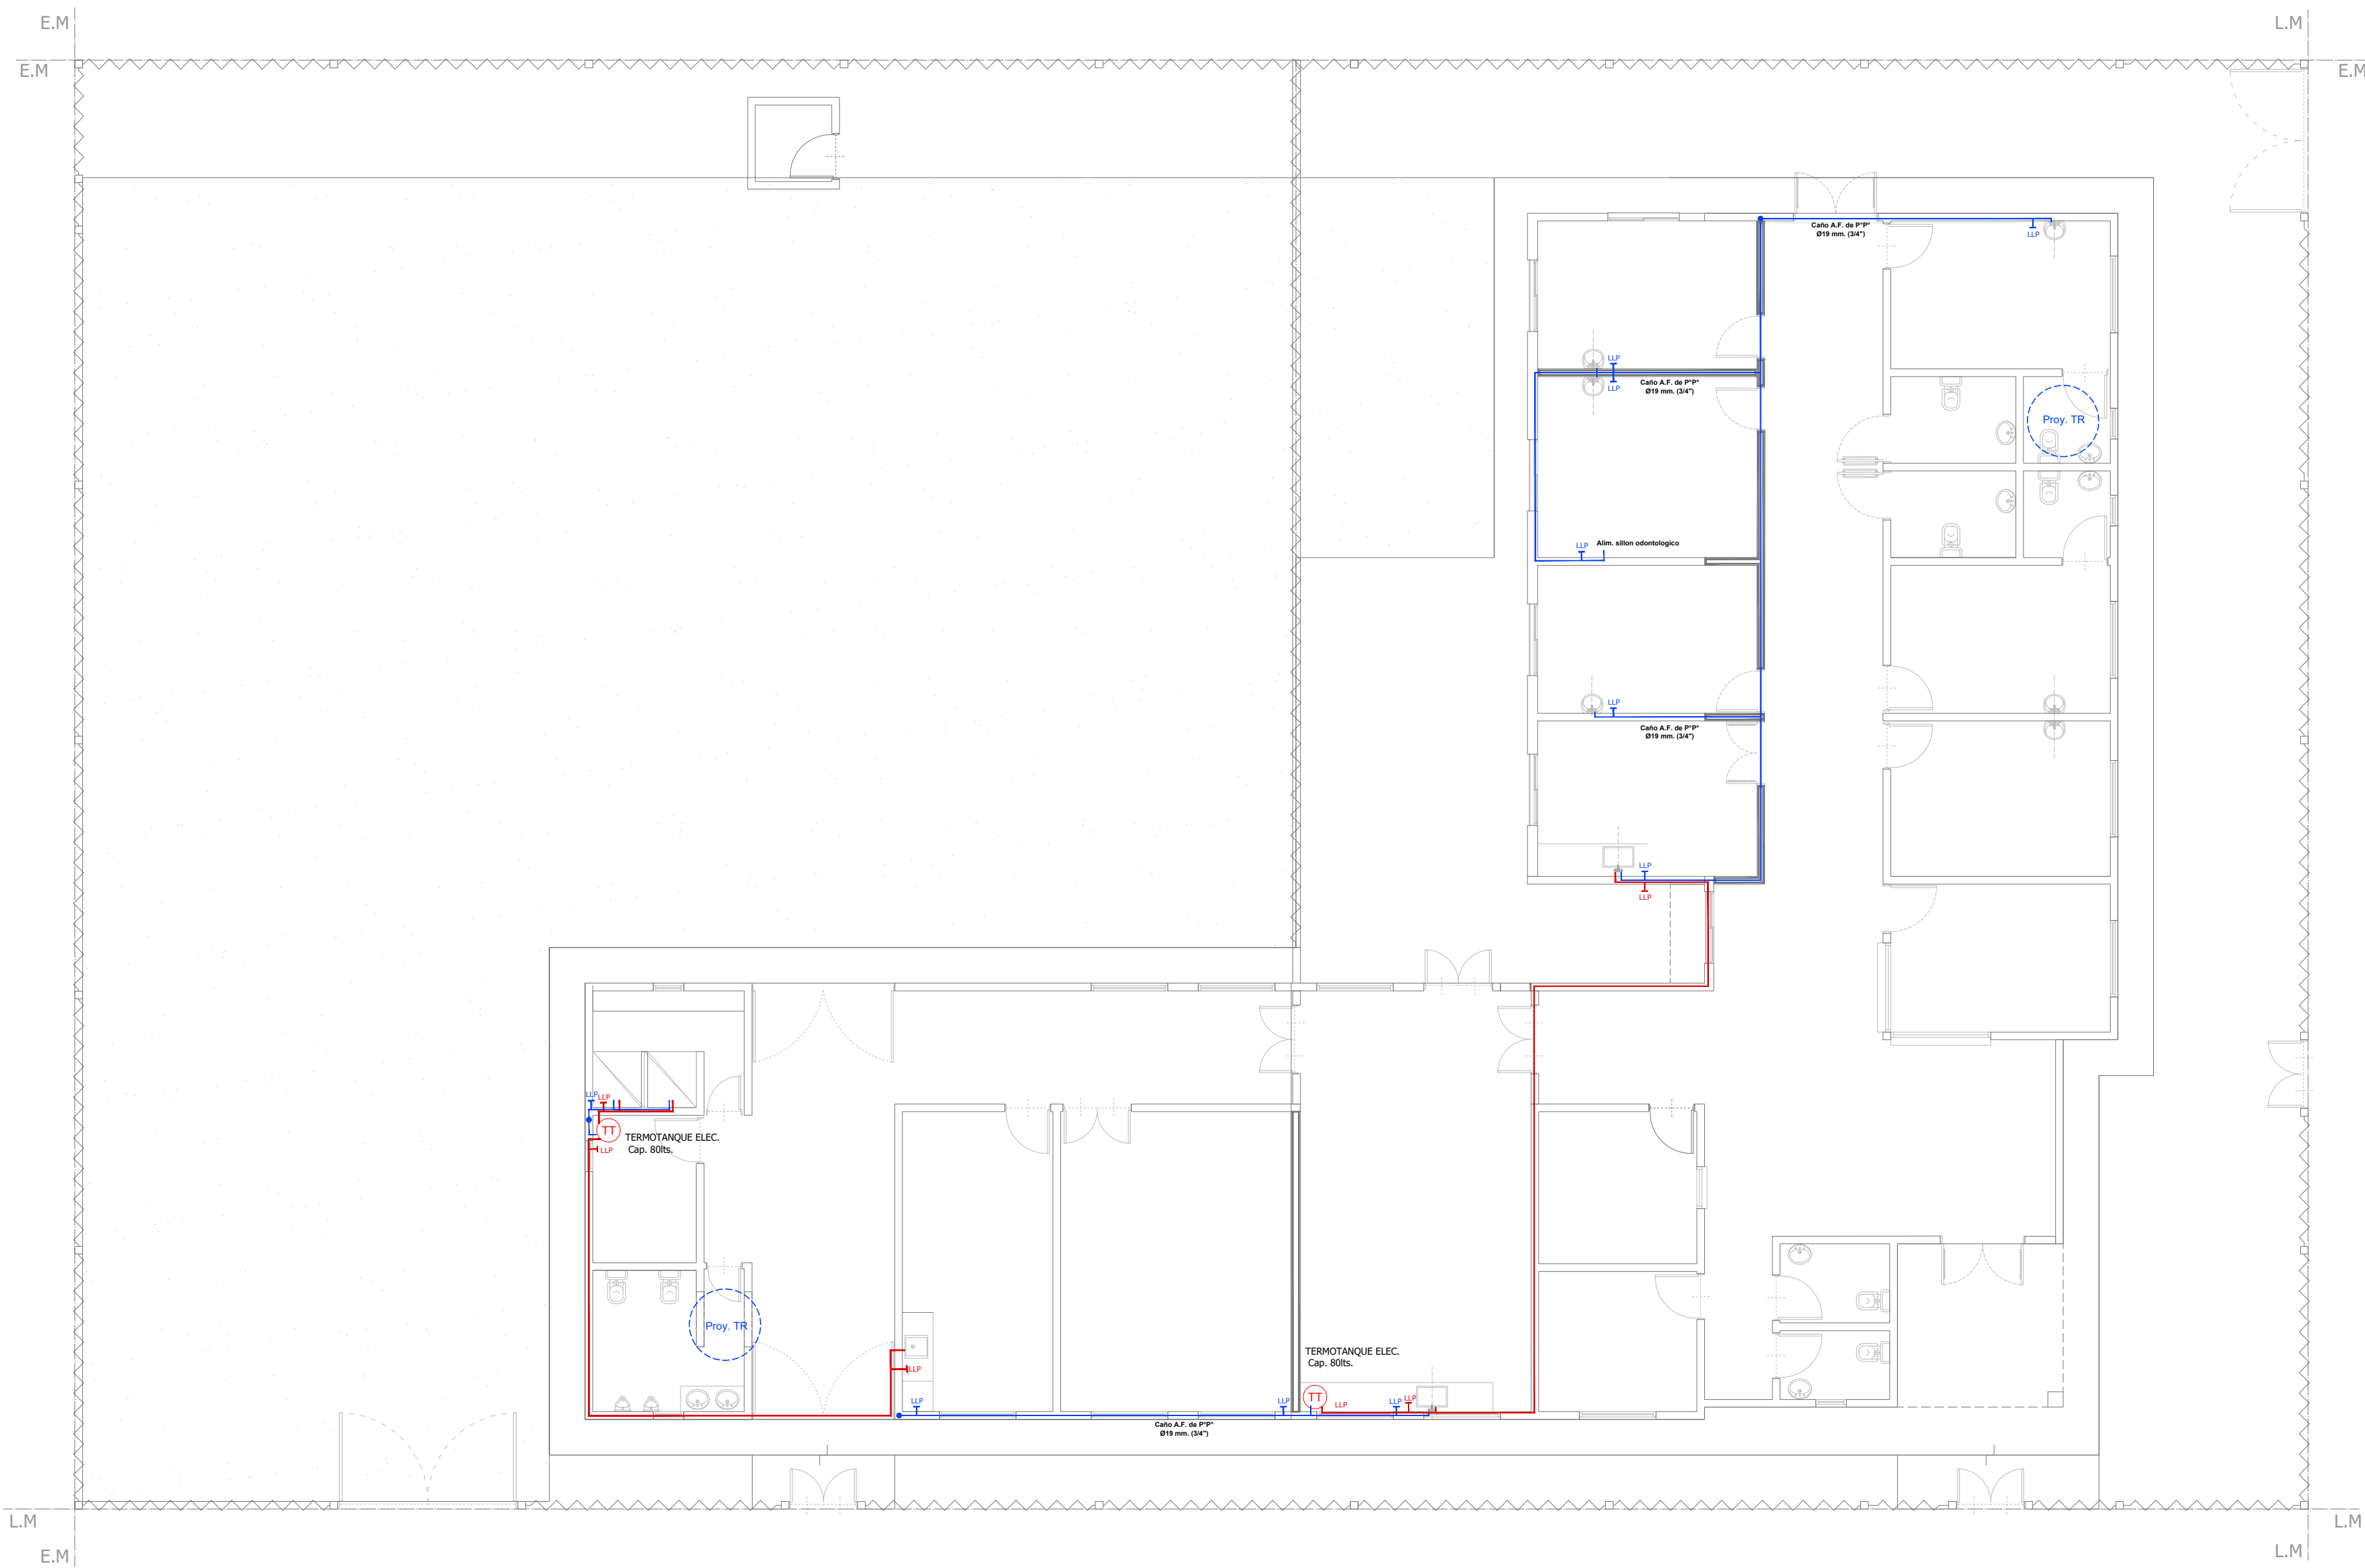 E.M
L.M
E.M
E.M
Caño A.F. de P°P°
Ø19 mm. (3/4")
LLP
LLP
LLP
Caño A.F. de P°P°
Ø19 mm. (3/4")
Proy. TR
LLP
Alim. sillon odontologico
LLP
Caño A.F. de P°P°
Ø19 mm. (3/4")
LLP
LLP
LLP
LLP
TT
TERMOTANQUE ELEC.
Cap. 80lts.
LLP
Proy. TR
TERMOTANQUE ELEC.
Cap. 80lts.
LLP
TT
LLP
LLP
LLP
LLP
LLP
Caño A.F. de P°P°
Ø19 mm. (3/4")
L.M
L.M
E.M
L.M